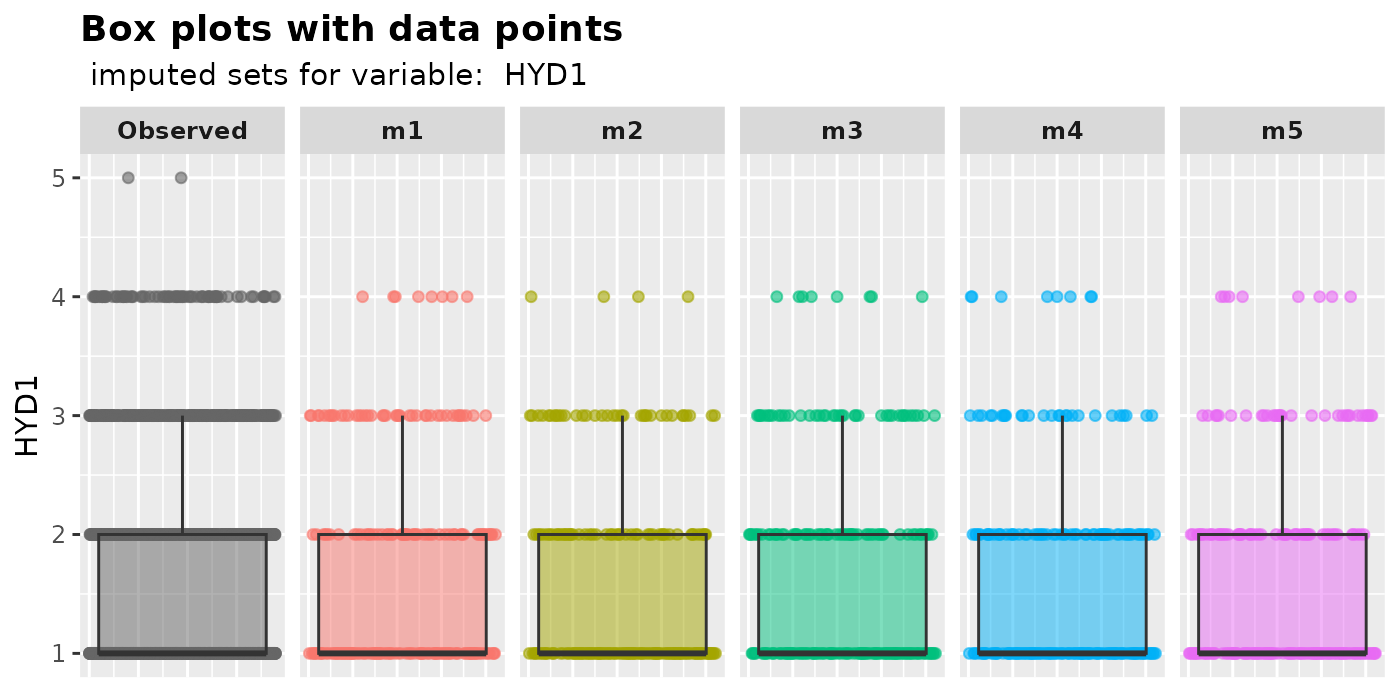 Box plots with data points
imputed sets for variable:  HYD1
Observed m1 m2 m3 m4 m5
HYD1
5
4
3
2
1